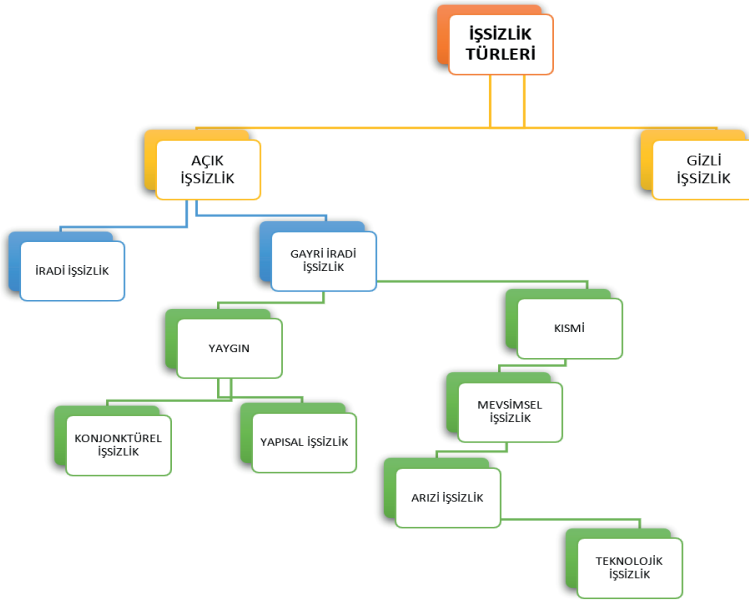 İŞSİZLİK
TÜRLERİ
AÇIK
İŞSİZLİK
GİZLİ
İŞSİZLİK
İRADİ İŞSİZLİK
GAYRİ İRADİ
İŞSİZLİK
YAYGIN
KISMİ
KONJONKTÜREL
İŞSİZLİK
YAPISAL İŞSİZLİK
MEVSİMSEL
İŞSİZLİK
ARIZİ İŞSİZLİK
TEKNOLOJİK
İŞSİZLİK